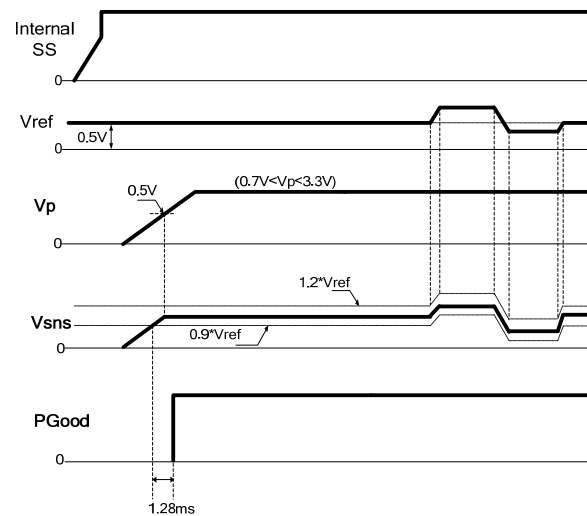 Internal
SS
0
Vref
0.5V
0
0.5V
(0.7V<Vp<3.3V)
Vp
0
1.2*Vref
Vsns
0.9*Vref
0
PGood
0
1.28ms